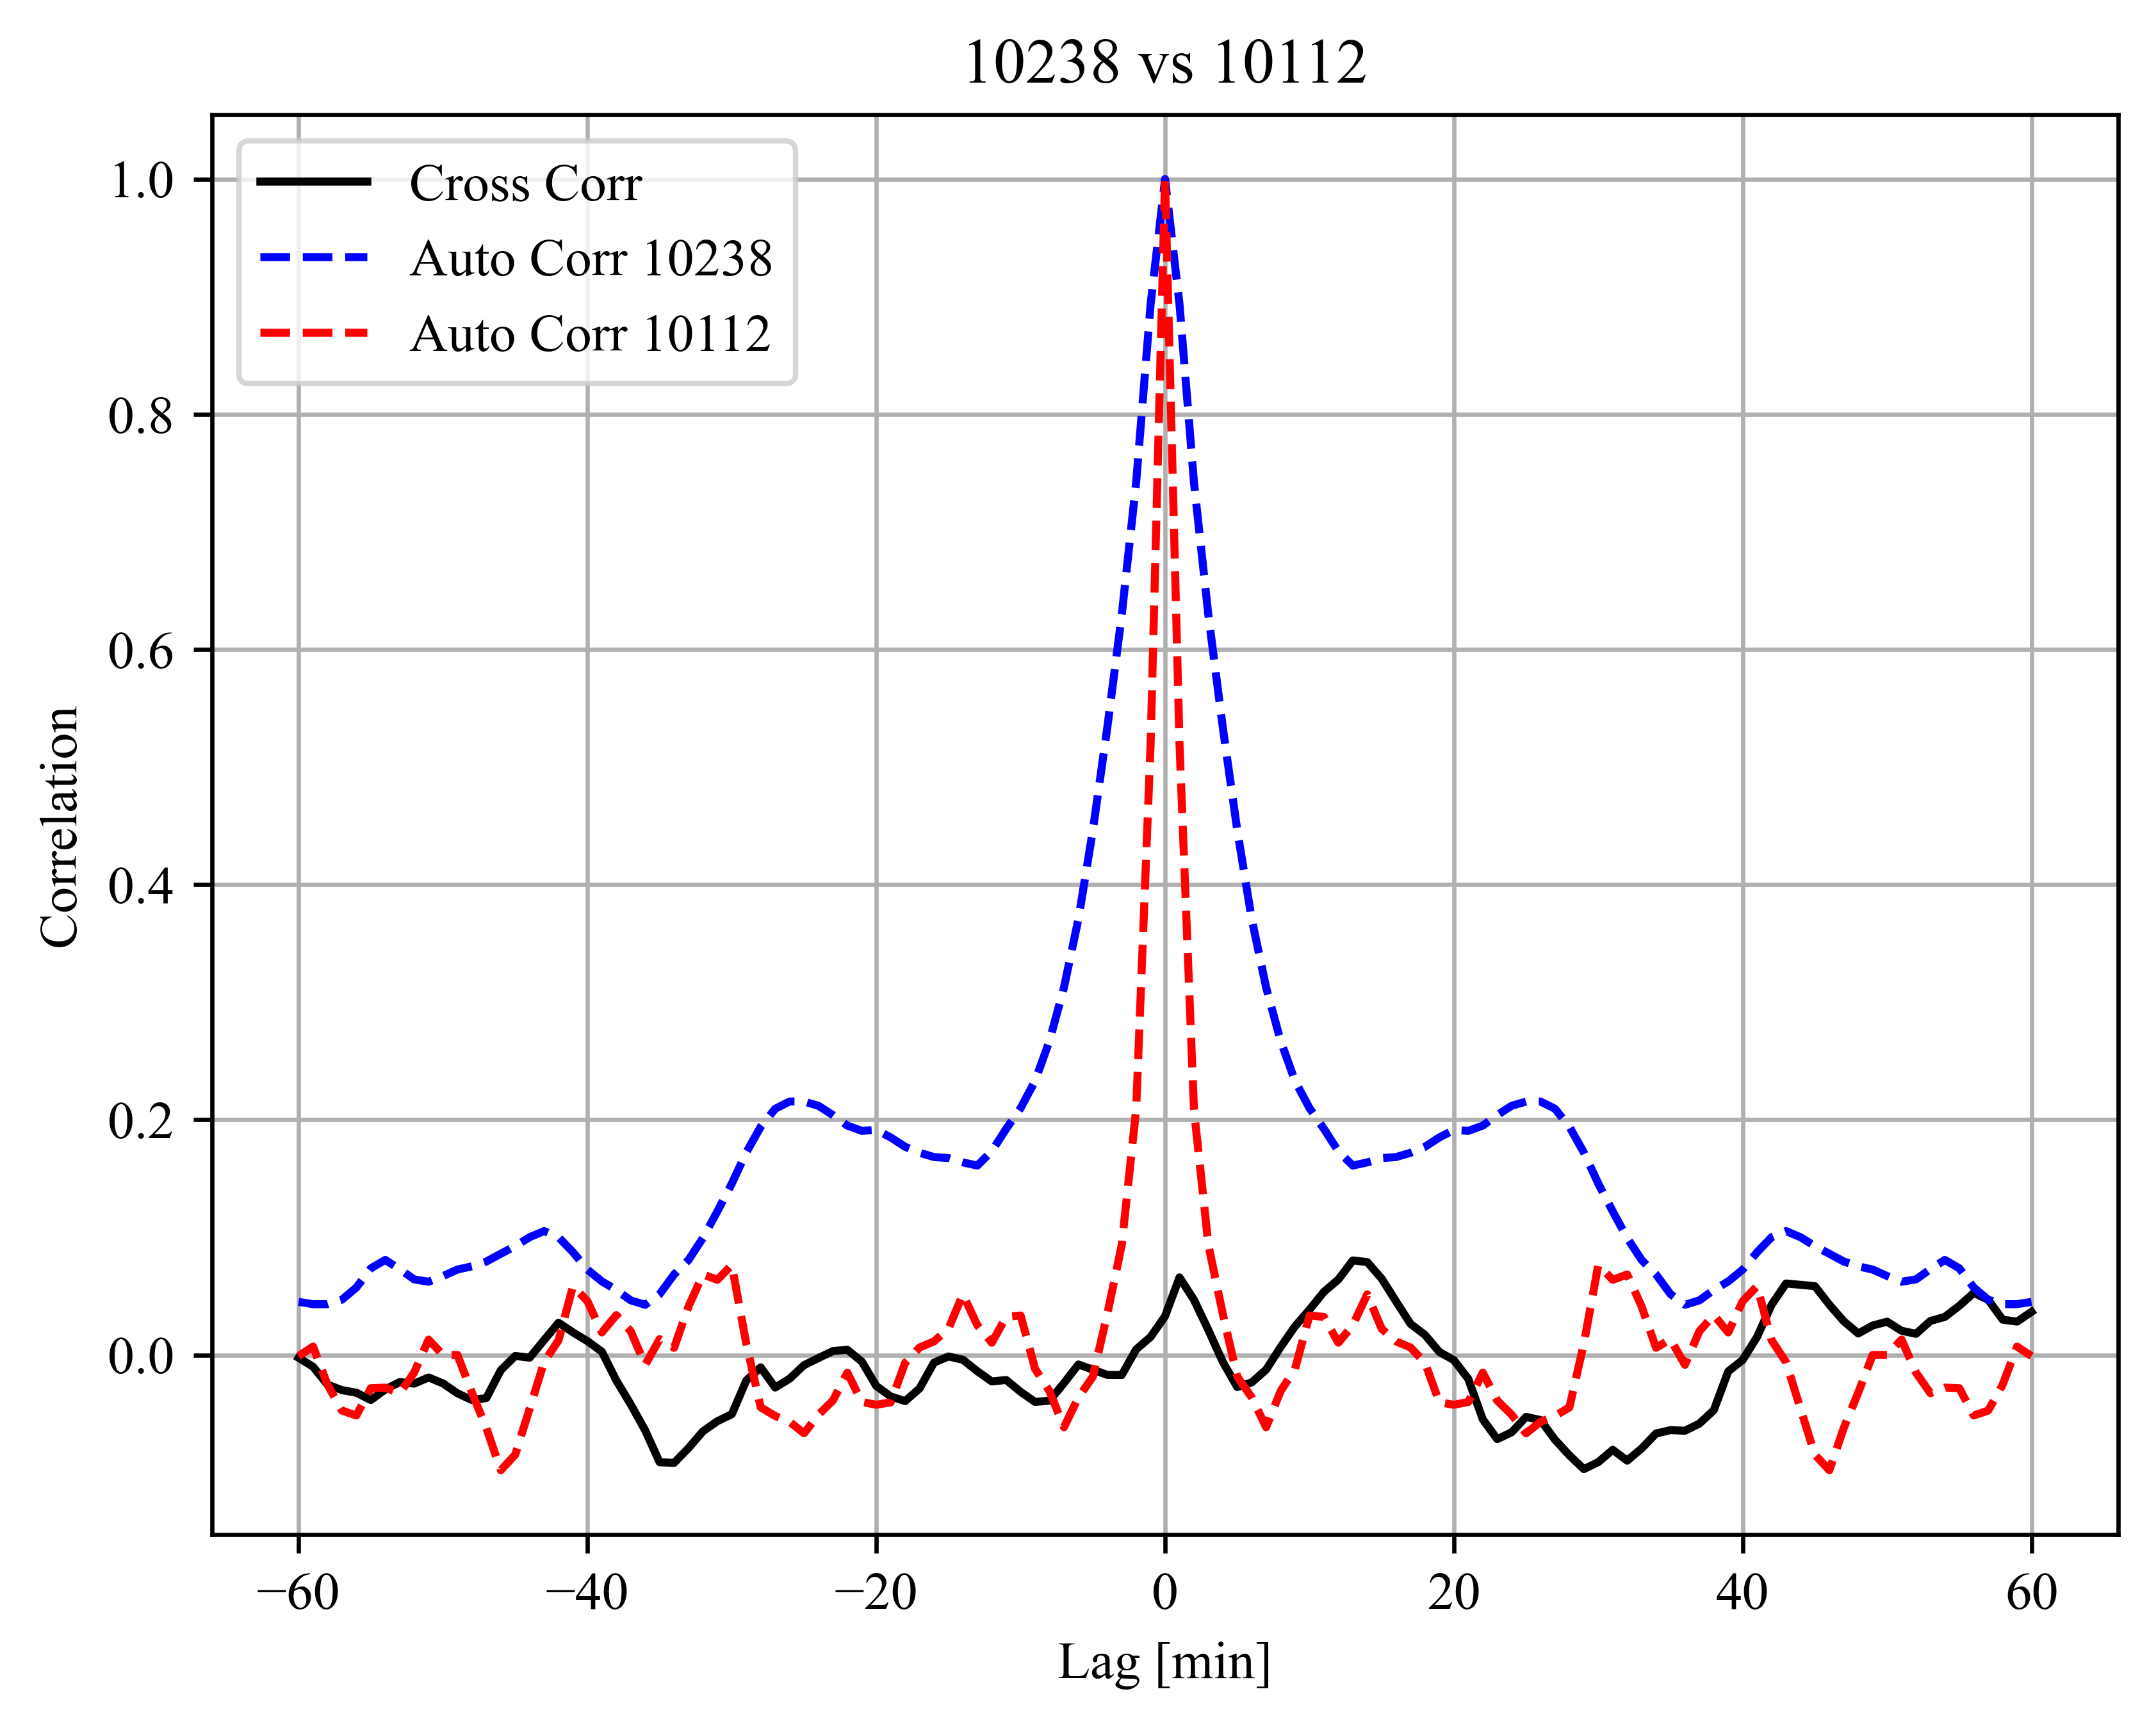 10238 vs 10112
Cross Corr
Auto Corr 10238
Auto Corr 10112
1.0
0.8
0.6
0.4
0.2
0.0
Correlation
−60 −40 −20 0 20 40 60
Lag [min]